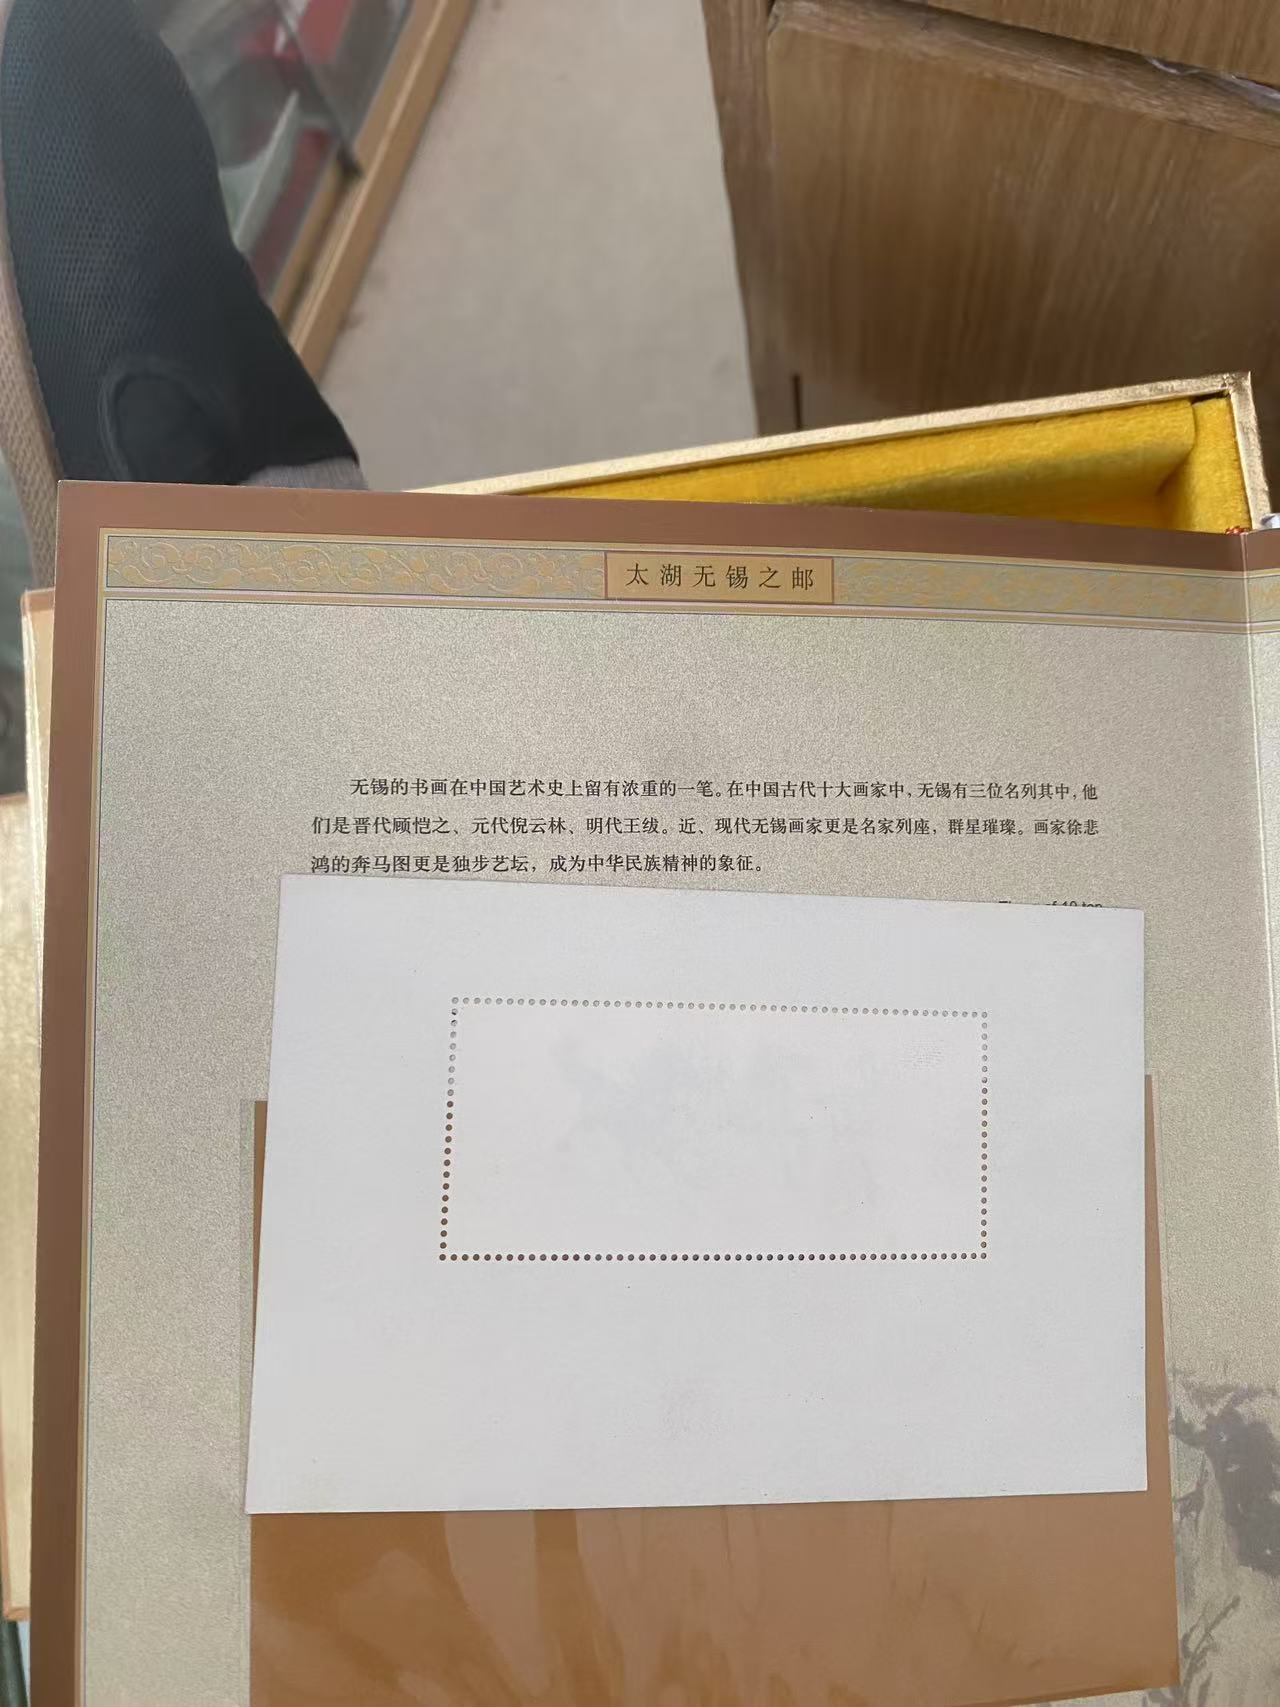 太湖无锡之邮
无锡的书画在中国艺术史上留有浓重的一笔。在中国古代十大画家中，无锡有三位名列其中，他
们是晋代顾恺之、元代倪云林、明代王绂。近、现代无锡画家更是名家列座，群星璀璨。画家徐悲
鸿的奔马图更是独步艺坛，成为中华民族精神的象征。
of 10 top